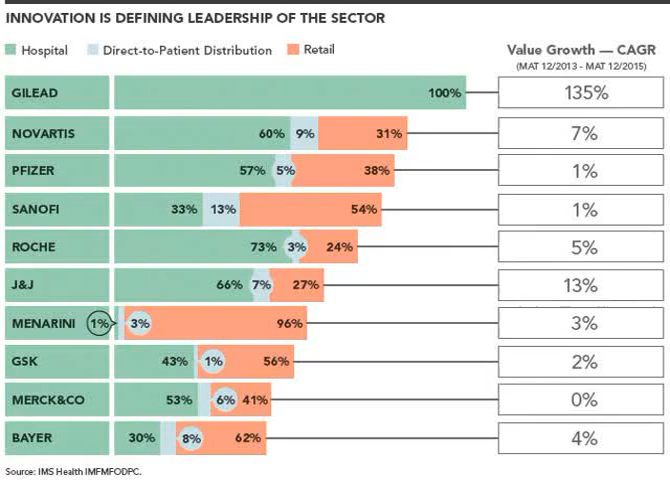 INNOVATION IS DEFINING LEADERSHIP OF THE SECTOR
Hospital Direct-to-Patient Distribution Retail
Value Growth — CAGR
(MAT 12/2013 - MAT 12/2015)
GILEAD 100% 135%
NOVARTIS 60% 9% 31% 7%
PFIZER 57% 5% 38% 1%
SANOFI 33% 13% 54% 1%
ROCHE 73% 3% 24% 5%
J&J 66% 7% 27% 13%
MENARINI 1% 3% 96% 3%
GSK 43% 1% 56% 2%
MERCK&CO 53% 6% 41% 0%
BAYER 30% 8% 62% 4%
Source: IMS Health IMFMFODPC.